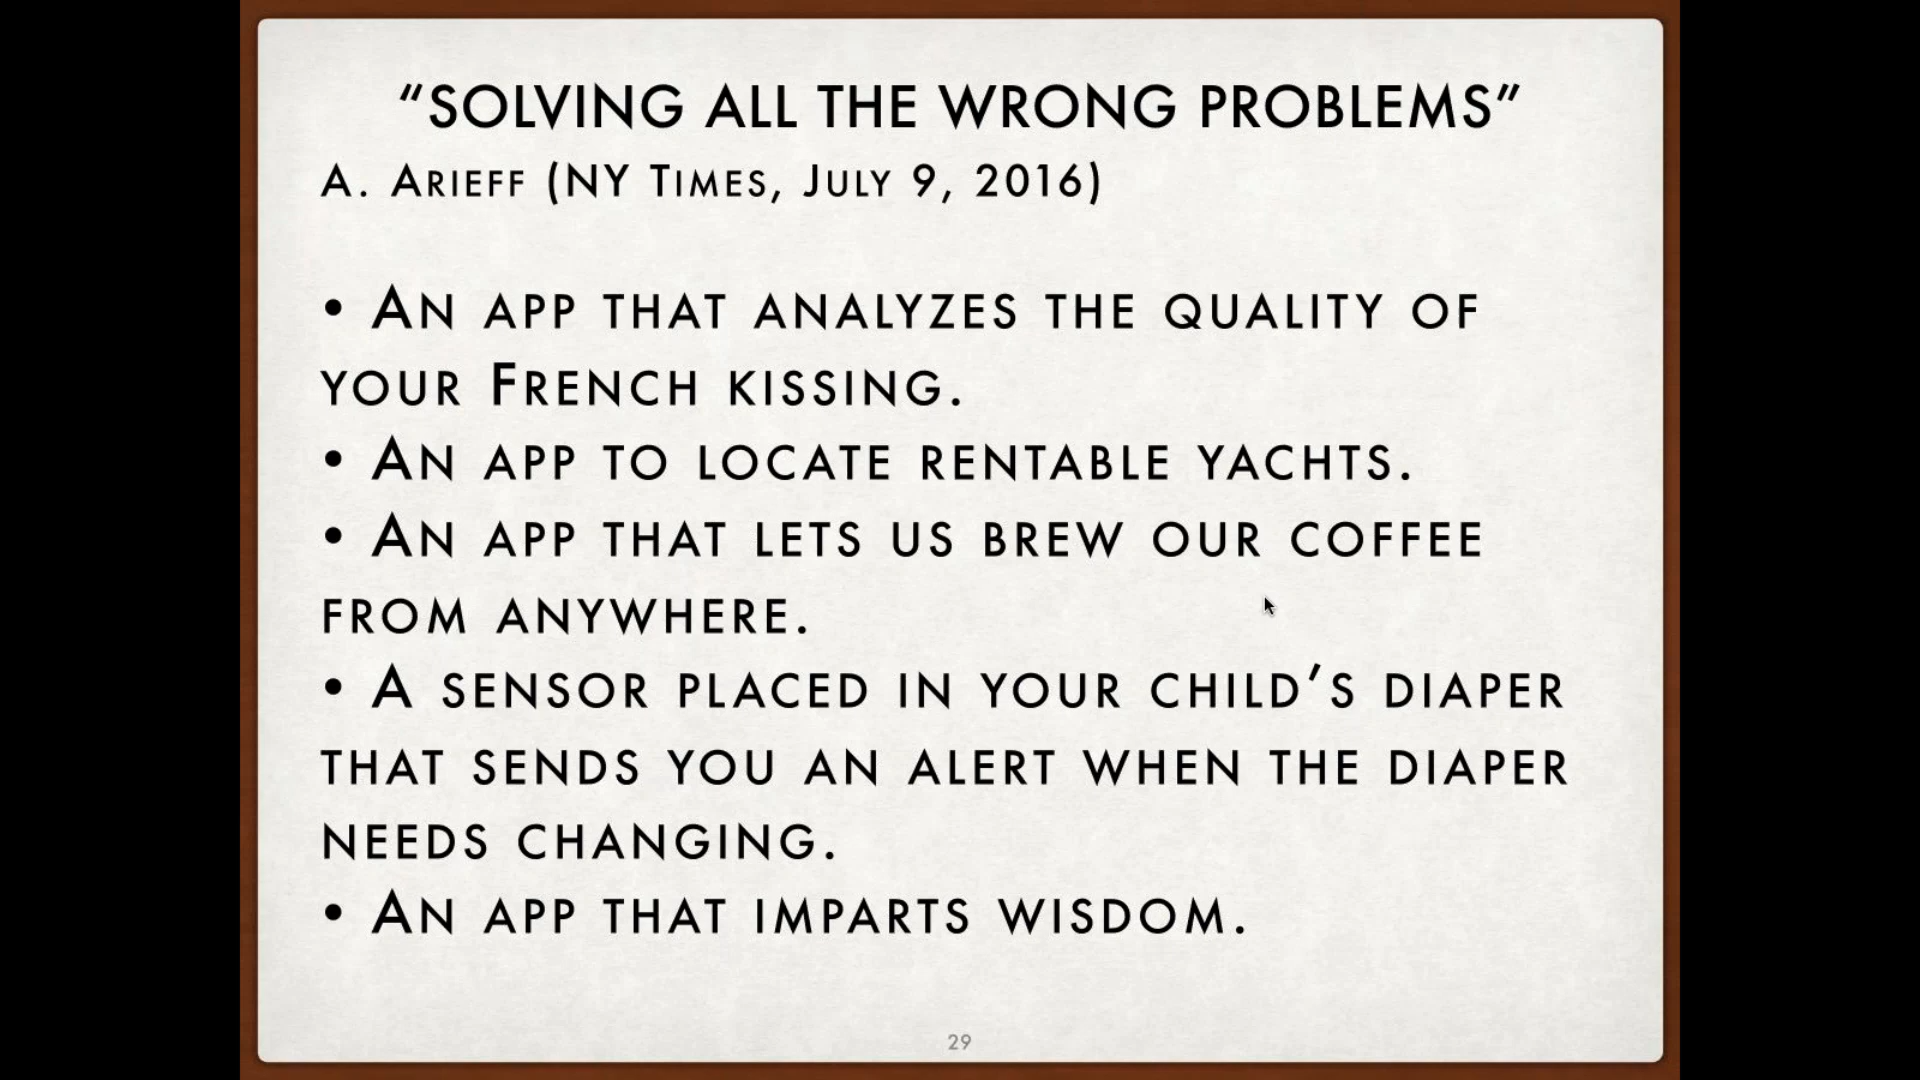 “SOLVING ALL THE WRONG PROBLEMS”
A. ARIEFF (NY TIMES, JULY 9, 2016)
• AN APP THAT ANALYZES THE QUALITY OF
YOUR FRENCH KISSING.
• AN APP TO LOCATE RENTABLE YACHTS.
• AN APP THAT LETS US BREW OUR COFFEE
FROM ANYWHERE.
• A SENSOR PLACED IN YOUR CHILD’S DIAPER
THAT SENDS YOU AN ALERT WHEN THE DIAPER
NEEDS CHANGING.
• AN APP THAT IMPARTS WISDOM.
29